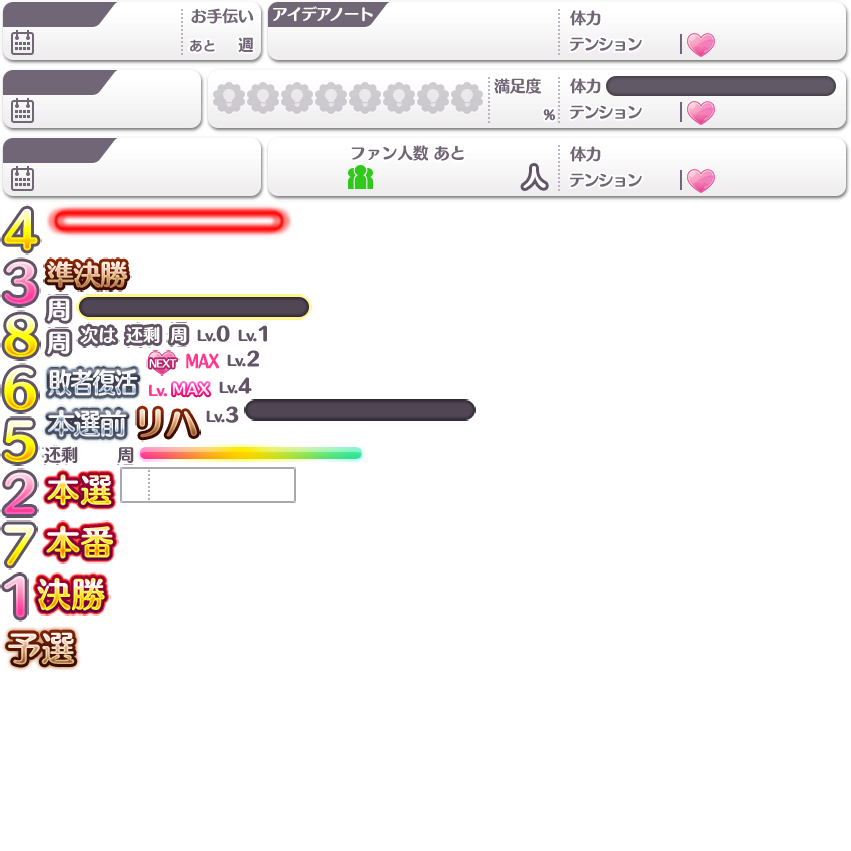 お手伝い
あと 週
アイデアノート
体力
テンション
満足度
%
体力
テンション
ファン人数 あと
人
体力
テンション
4
3
準決勝
周
8
周
次は
还剩
周
Lv.0
Lv.1
NEXT
MAX
Lv.2
6
敗者復活
Lv. MAX
Lv.4
本選前
リハ
Lv.3
5
还剩 周
2
本選
7
本番
1
決勝
予選